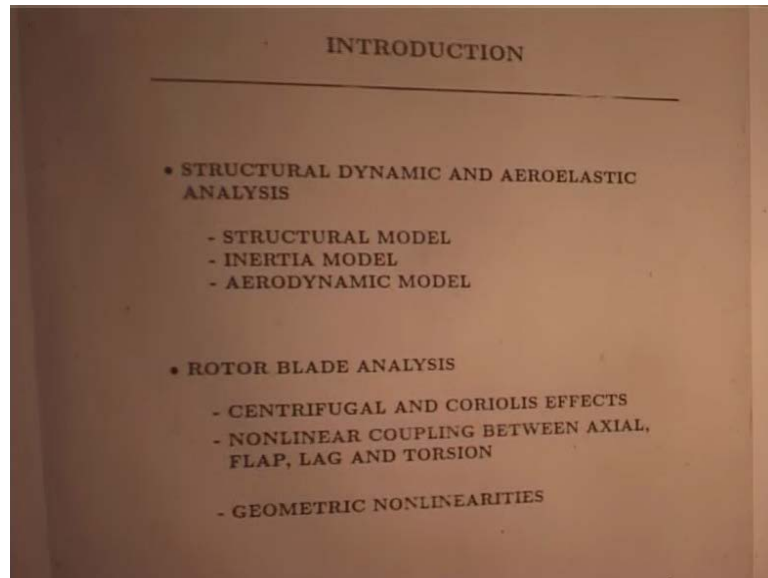 INTRODUCTION
• STRUCTURAL DYNAMIC AND AEROELASTIC
ANALYSIS
- STRUCTURAL MODEL
- INERTIA MODEL
- AERODYNAMIC MODEL
• ROTOR BLADE ANALYSIS
- CENTRIFUGAL AND CORIOLIS EFFECTS
- NONLINEAR COUPLING BETWEEN AXIAL,
FLAP, LAG AND TORSION
- GEOMETRIC NONLINEARITIES